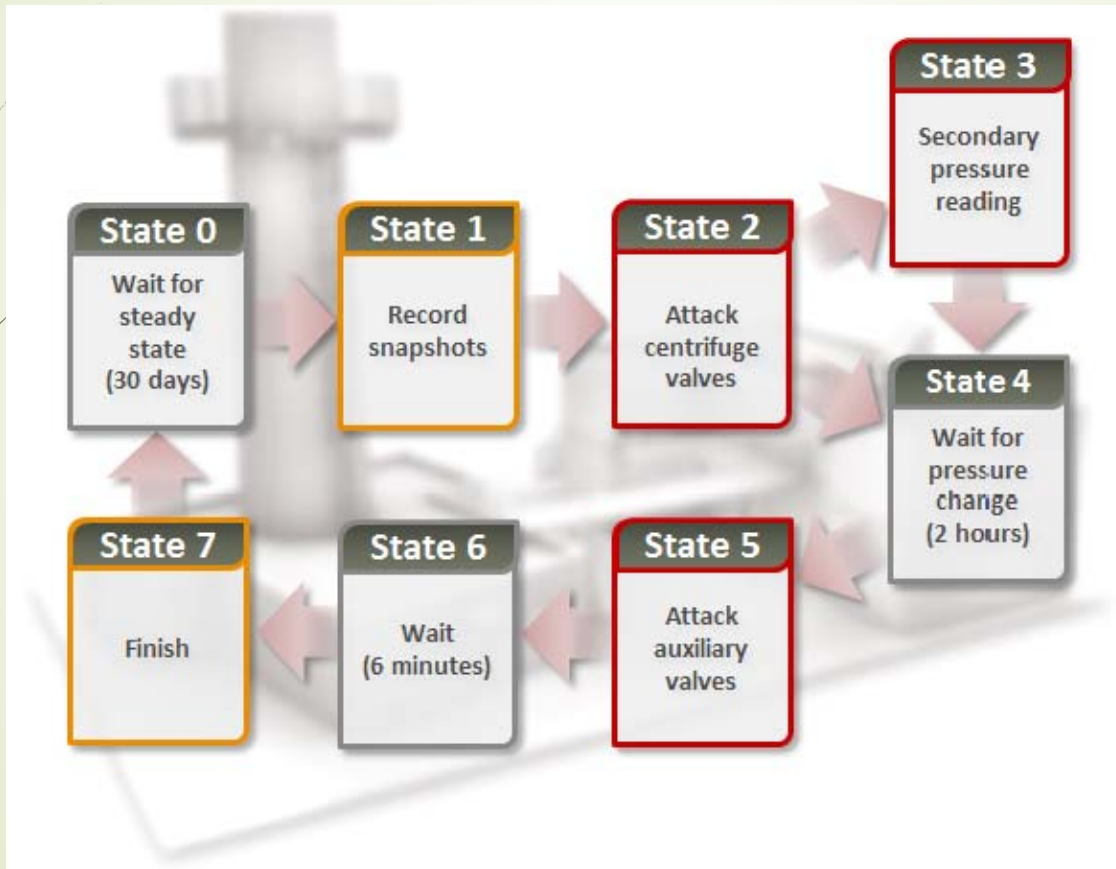 State 0
Wait for
steady
state
(30 days)
State 1
Record
snapshots
State 2
Attack
centrifuge
valves
State 3
Secondary
pressure
reading
State 4
Wait for
pressure
change
(2 hours)
State 5
Attack
auxiliary
valves
State 6
Wait
(6 minutes)
State 7
Finish